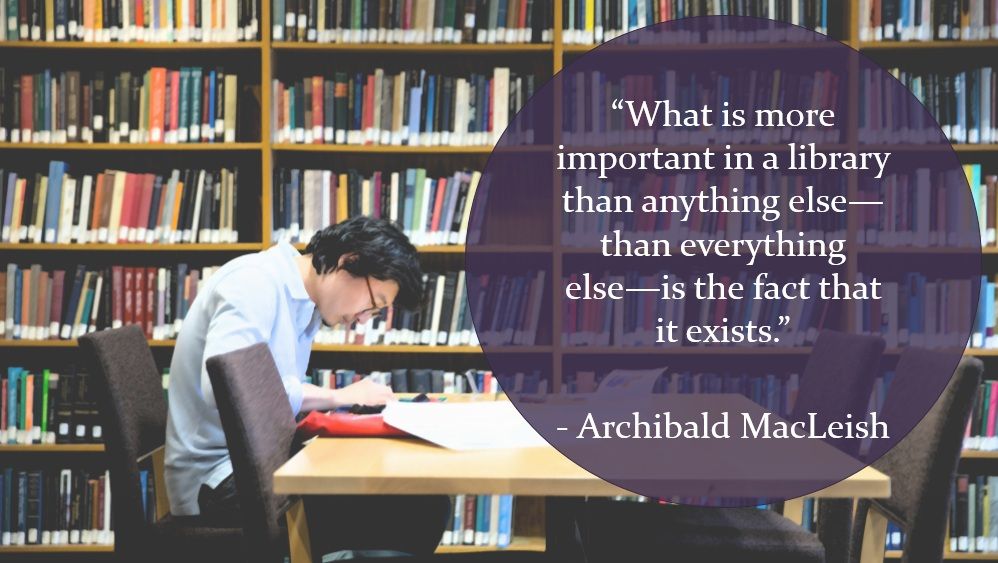 “What is more
important in a library
than anything else—
than everything
else—is the fact that
it exists.”
- Archibald MacLeish